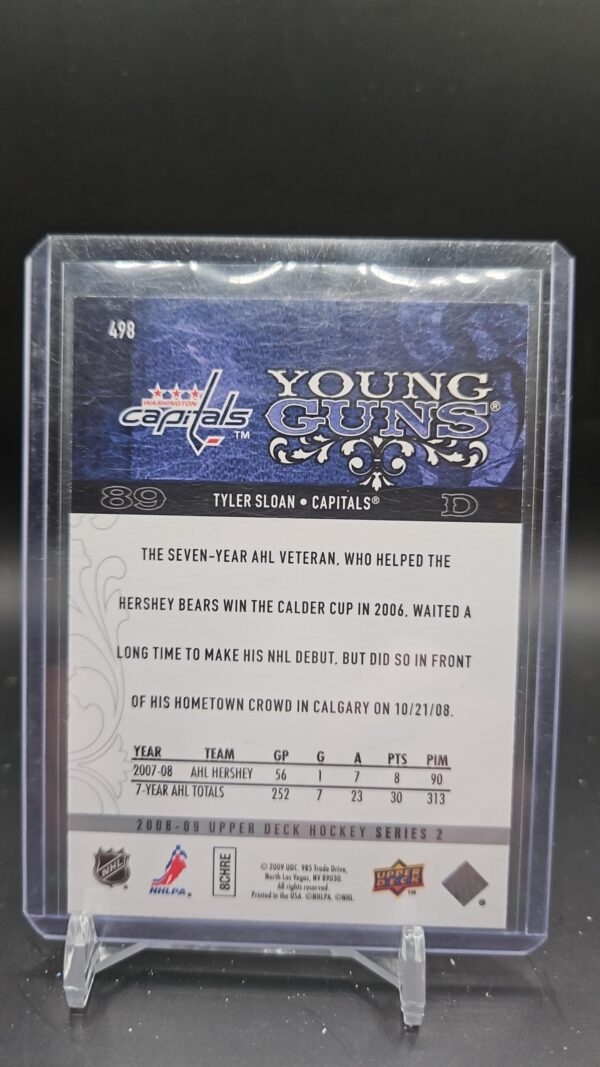 498
WASHINGTON
capitals™
YOUNG
GUNS®
89 TYLER SLOAN • CAPITALS® D
THE SEVEN-YEAR AHL VETERAN, WHO HELPED THE
HERSHEY BEARS WIN THE CALDER CUP IN 2006, WAITED A
LONG TIME TO MAKE HIS NHL DEBUT, BUT DID SO IN FRONT
OF HIS HOMETOWN CROWD IN CALGARY ON 10/21/08.
YEAR TEAM GP G A PTS PIM
2007-08 AHL HERSHEY 56 1 7 8 90
7-YEAR AHL TOTALS 252 7 23 30 313
2008-09 UPPER DECK HOCKEY SERIES 2
NHL
NHLPA.
8CHRE
© 2009 UDC. 985 Trade Drive,
North Las Vegas, NV 89030.
All rights reserved.
Printed in the USA. ©NHLPA. ©NHL.
UPPER
DECK™
®